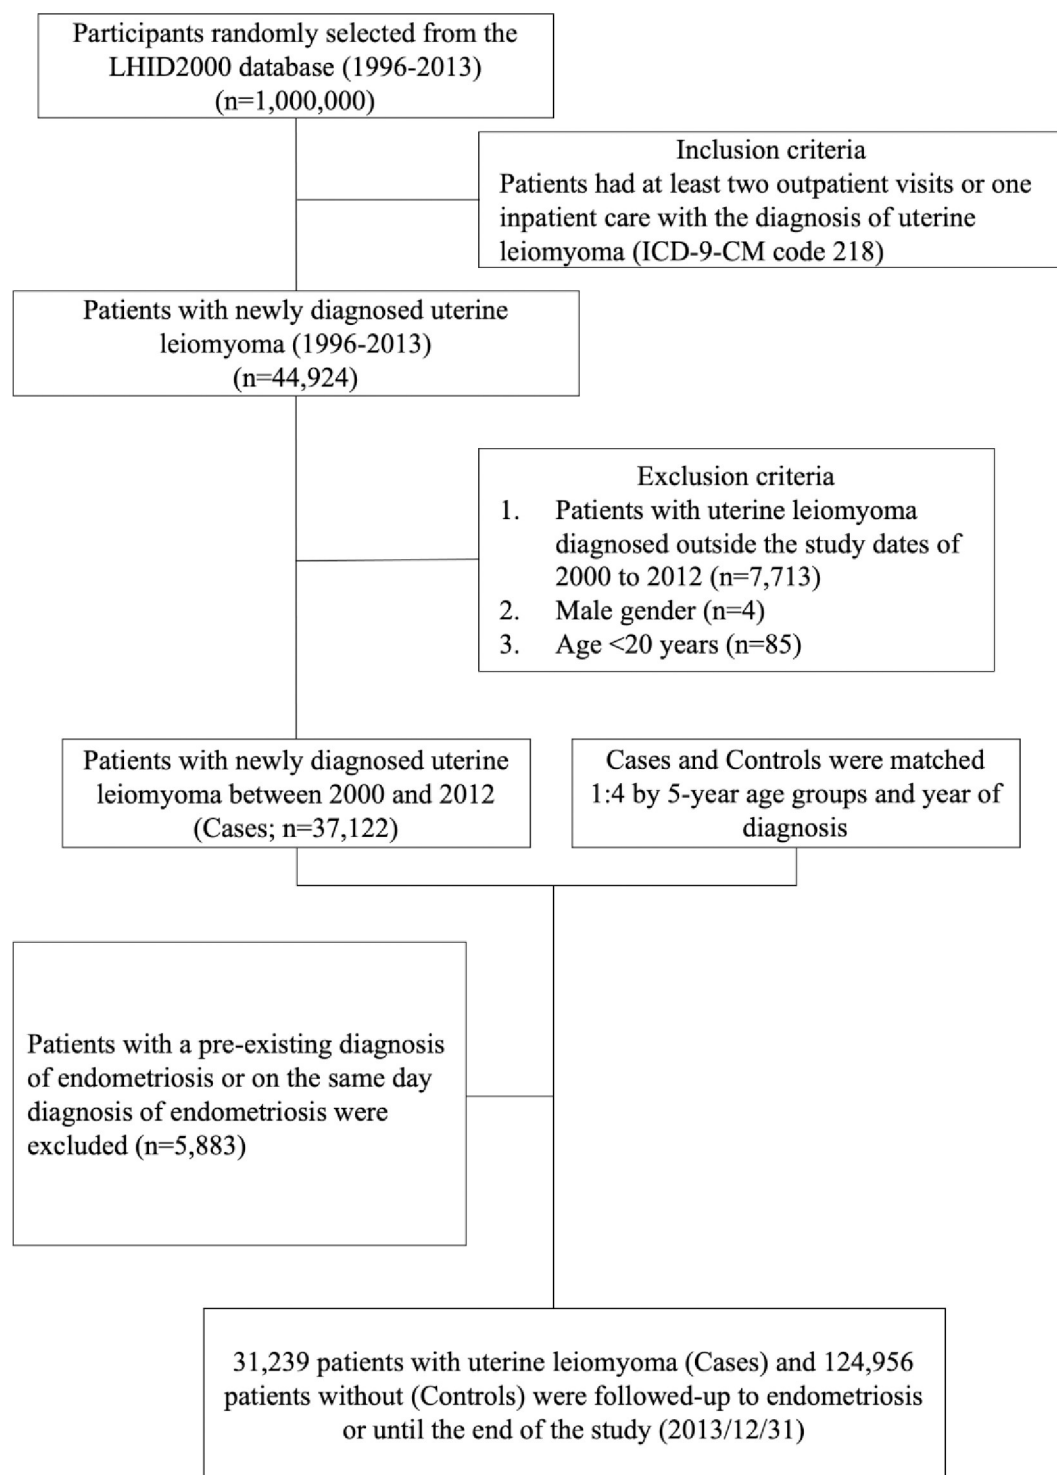 Participants randomly selected from the
LHID2000 database (1996-2013)
(n=1,000,000)
Inclusion criteria
Patients had at least two outpatient visits or one
inpatient care with the diagnosis of uterine
leiomyoma (ICD-9-CM code 218)
Patients with newly diagnosed uterine
leiomyoma (1996-2013)
(n=44,924)
Exclusion criteria
1. Patients with uterine leiomyoma
diagnosed outside the study dates of
2000 to 2012 (n=7,713)
2. Male gender (n=4)
3. Age <20 years (n=85)
Patients with newly diagnosed uterine
leiomyoma between 2000 and 2012
(Cases; n=37,122)
Cases and Controls were matched
1:4 by 5-year age groups and year of
diagnosis
Patients with a pre-existing diagnosis
of endometriosis or on the same day
diagnosis of endometriosis were
excluded (n=5,883)
31,239 patients with uterine leiomyoma (Cases) and 124,956
patients without (Controls) were followed-up to endometriosis
or until the end of the study (2013/12/31)